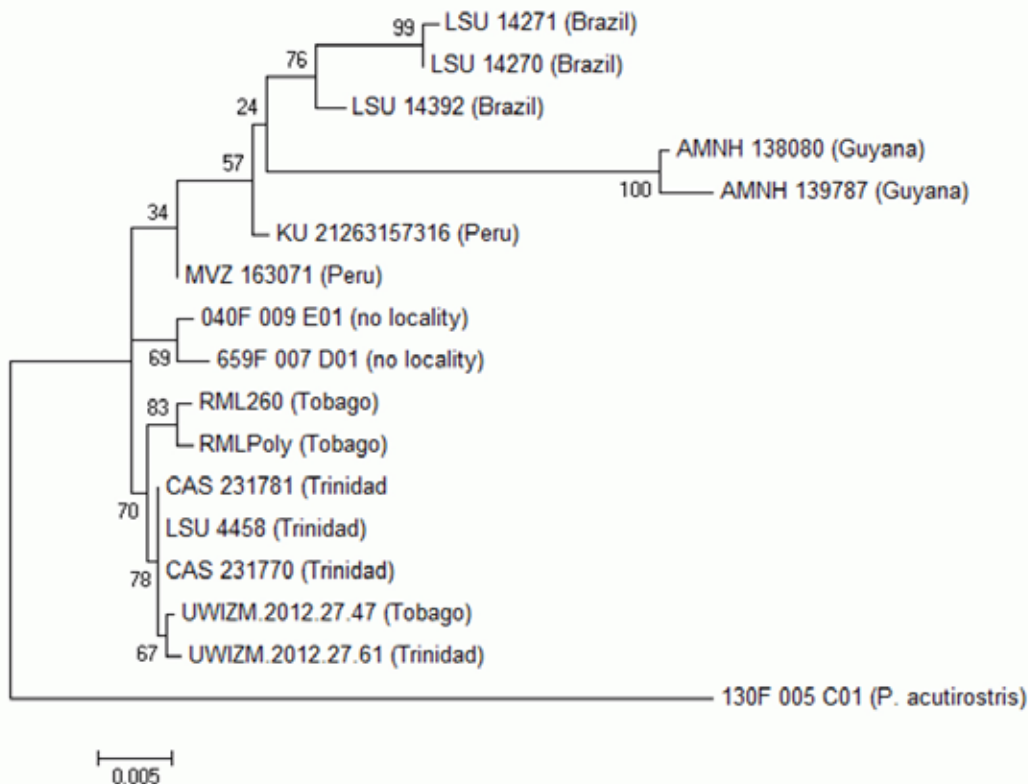 99
LSU 14271 (Brazil)
76
LSU 14270 (Brazil)
24
LSU 14392 (Brazil)
AMNH 138080 (Guyana)
57
100
AMNH 139787 (Guyana)
34
KU 21263157316 (Peru)
MVZ 163071 (Peru)
040F 009 E01 (no locality)
69
659F 007 D01 (no locality)
83
RML260 (Tobago)
RMLPoly (Tobago)
CAS 231781 (Trinidad
70
LSU 4458 (Trinidad)
78
CAS 231770 (Trinidad)
UWIZM.2012.27.47 (Tobago)
67
UWIZM.2012.27.61 (Trinidad)
130F 005 C01 (P. acutirostris)
0.005